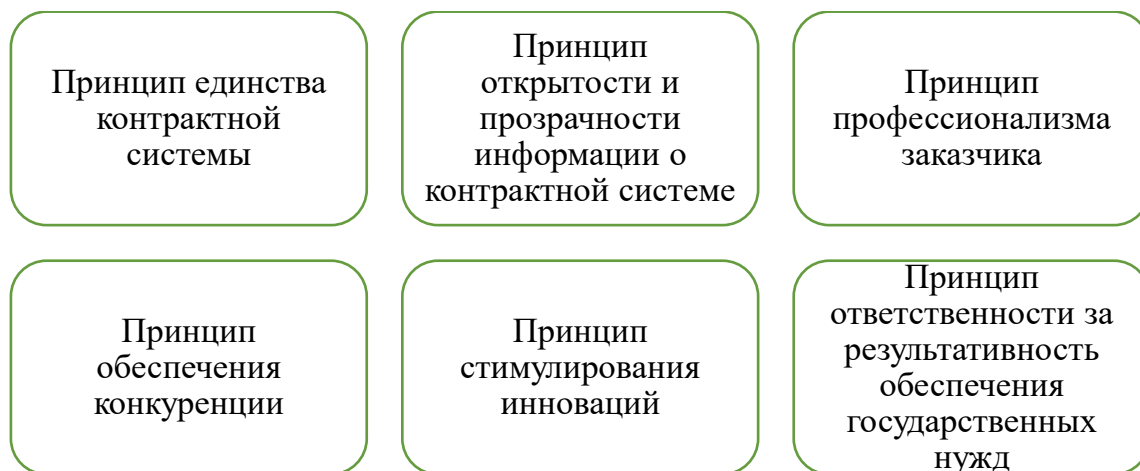 Принцип единства
контрактной
системы
Принцип
открытости и
прозрачности
информации о
контрактной системе
Принцип
профессионализма
заказчика
Принцип
обеспечения
конкуренции
Принцип
стимулирования
инноваций
Принцип
ответственности за
результативность
обеспечения
государственных
нужд